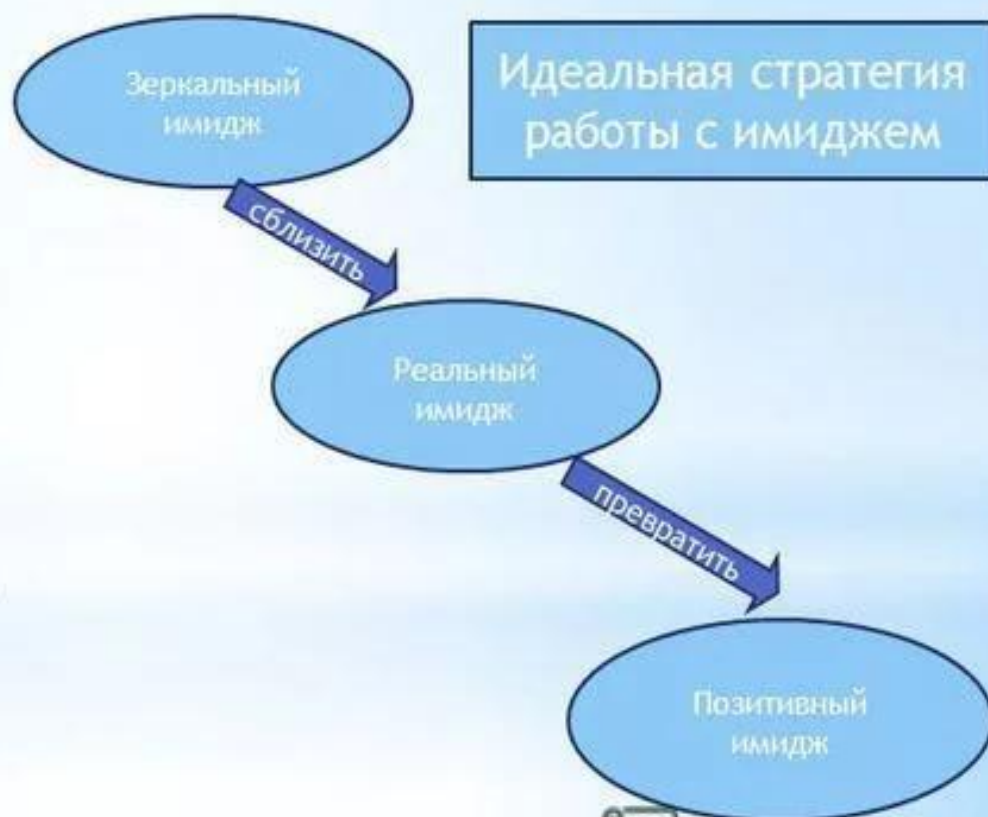 Зеркальный
имидж
Идеальная стратегия
работы с имиджем
сблизить
Реальный
имидж
превратить
Позитивный
имидж